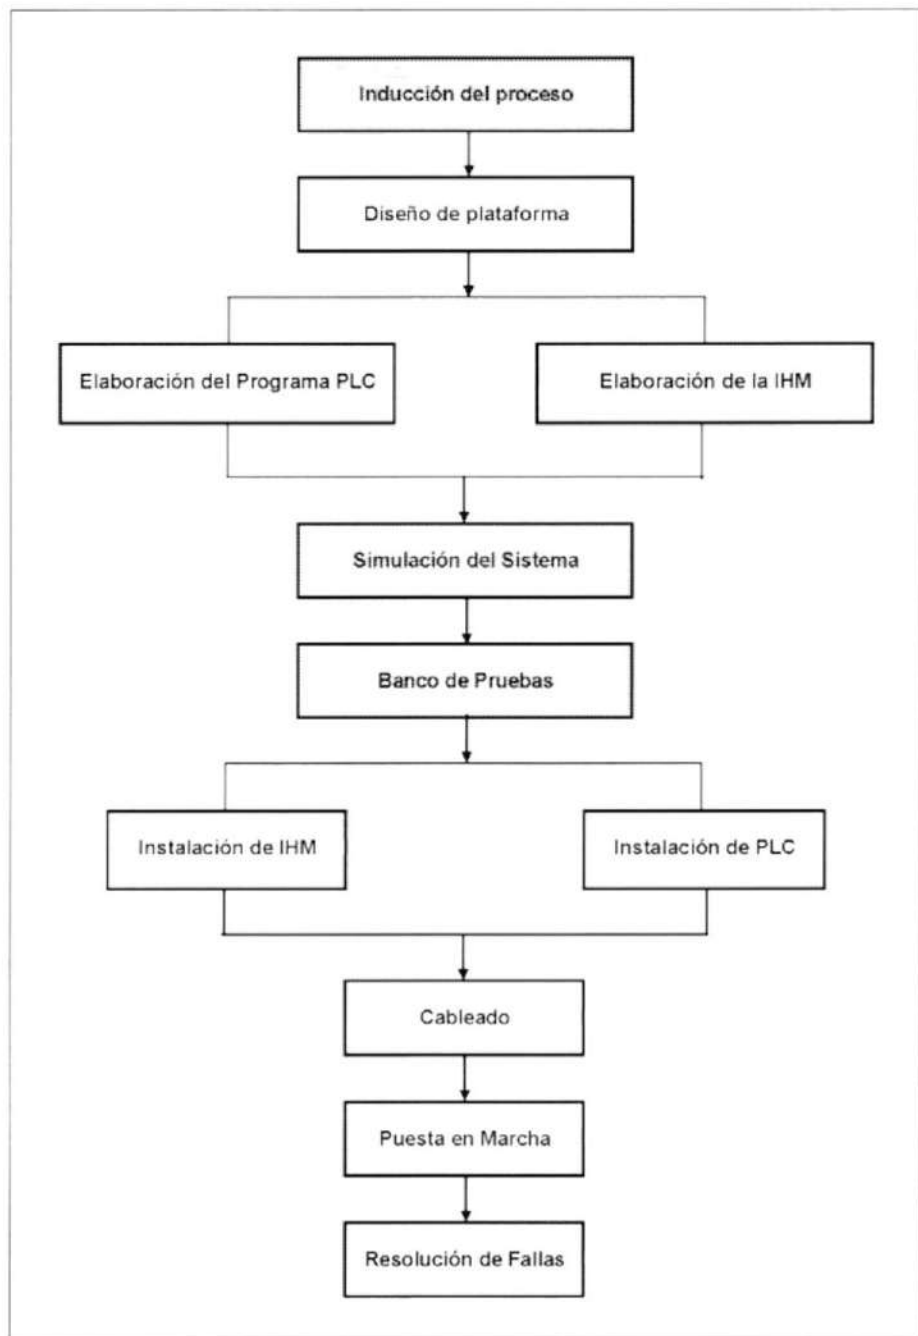 Inducción del proceso
Diseño de plataforma
Elaboración del Programa PLC
Elaboración de la IHM
Simulación del Sistema
Banco de Pruebas
Instalación de IHM
Instalación de PLC
Cableado
Puesta en Marcha
Resolución de Fallas